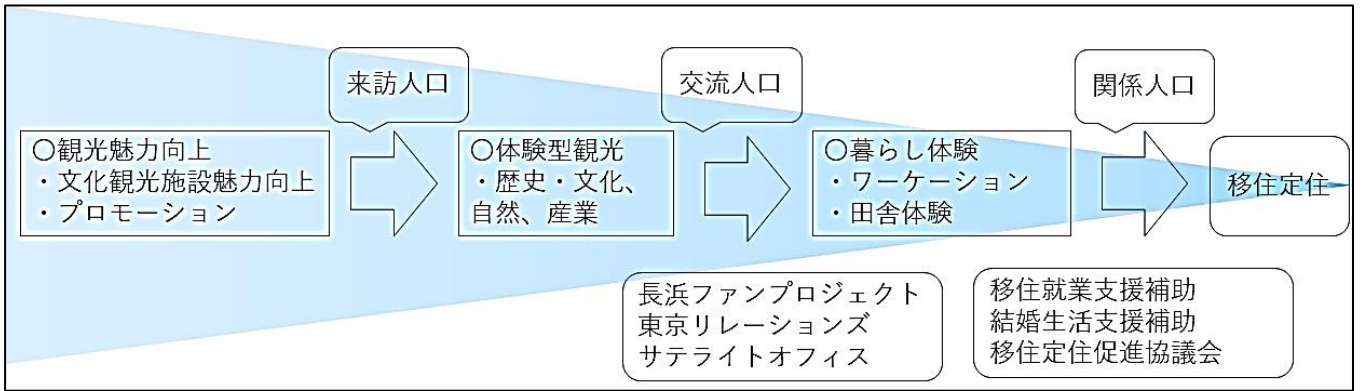 来訪人口
交流人口
関係人口
〇観光魅力向上
・文化観光施設魅力向上
・プロモーション
〇体験型観光
・歴史・文化、
自然、産業
〇暮らし体験
・ワーケーション
・田舎体験
移住定住
長浜ファンプロジェクト
東京リレーションズ
サテライトオフィス
移住就業支援補助
結婚生活支援補助
移住定住促進協議会